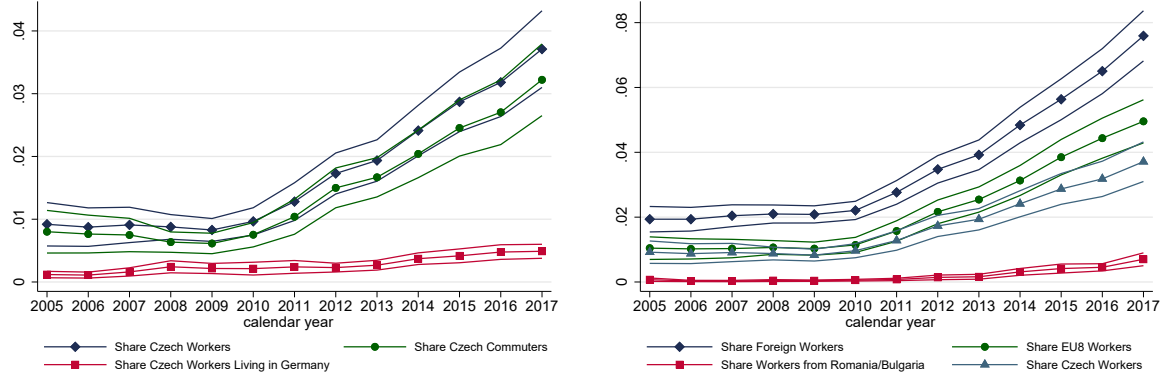 .04
.03
.02
.01
0
2005 2006 2007 2008 2009 2010 2011 2012 2013 2014 2015 2016 2017
calendar year
Share Czech Workers
Share Czech Commuters
Share Czech Workers Living in Germany
.08
.06
.04
.02
0
2005 2006 2007 2008 2009 2010 2011 2012 2013 2014 2015 2016 2017
calendar year
Share Foreign Workers
Share EU8 Workers
Share Workers from Romania/Bulgaria
Share Czech Workers